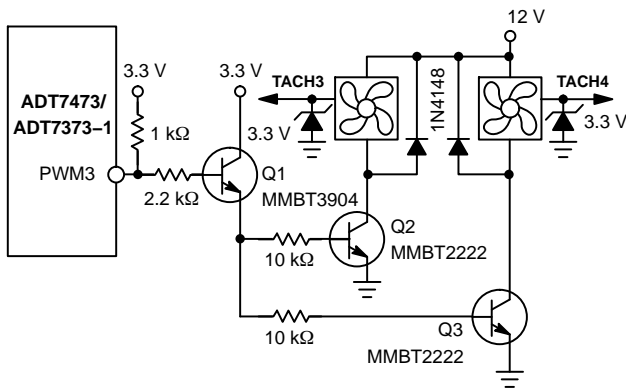 12 V
3.3 V
3.3 V
TACH3
TACH4
1N4148
ADT7473/
ADT7373–1
1 kΩ
3.3 V
3.3 V
PWM3
2.2 kΩ
Q1
MMBT3904
Q2
10 kΩ
MMBT2222
10 kΩ
Q3
MMBT2222